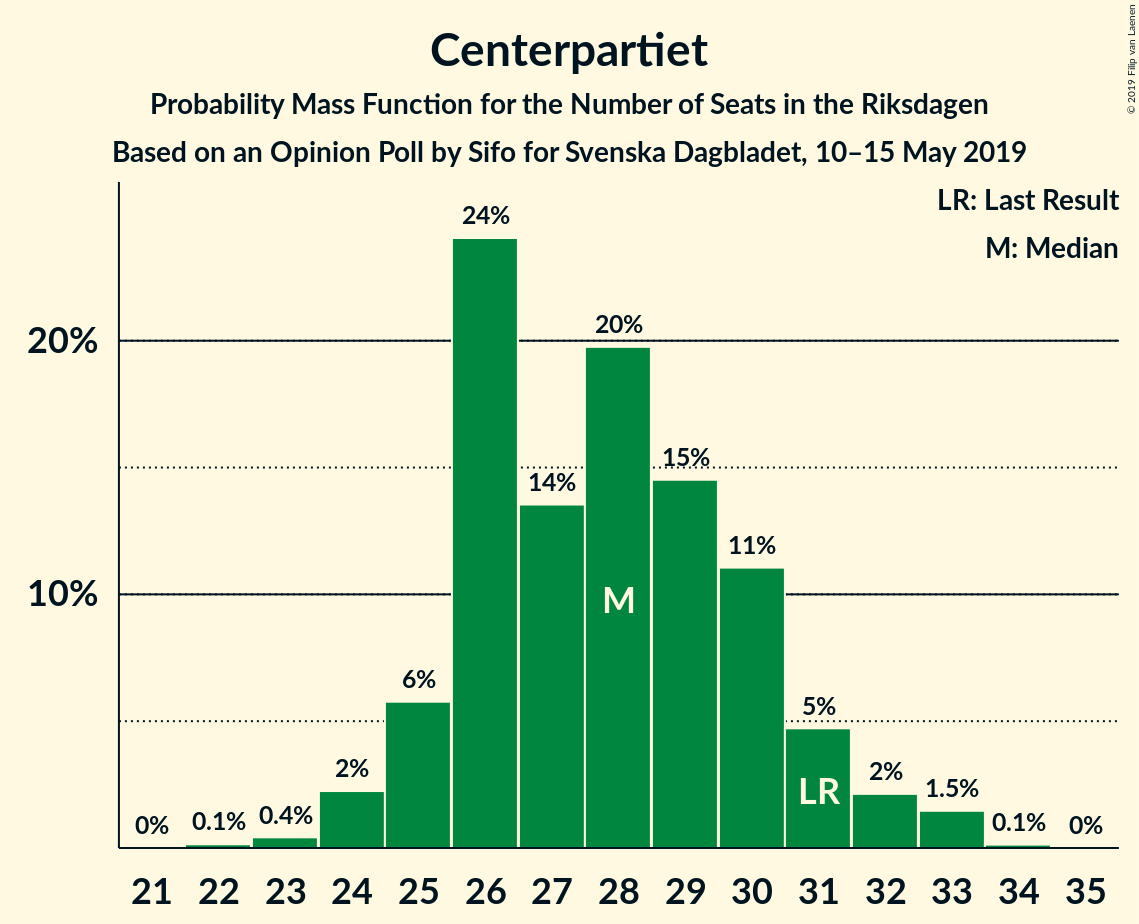 © 2019 Filip van Laenen
Centerpartiet
Probability Mass Function for the Number of Seats in the Riksdagen
Based on an Opinion Poll by Sifo for Svenska Dagbladet, 10–15 May 2019
LR: Last Result
M: Median
20%
10%
0%
0.1%
0.4%
2%
6%
24%
14%
20%
15%
11%
5%
2%
1.5%
0.1%
0%
M
LR
21 22 23 24 25 26 27 28 29 30 31 32 33 34 35